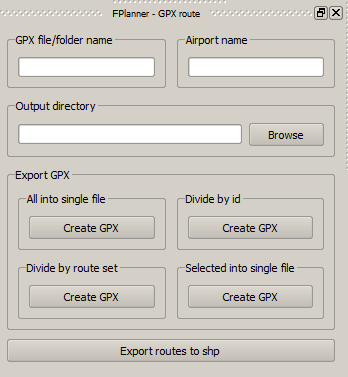 FPlanner - GPX route
GPX file/folder name
Airport name
Output directory
Browse
Export GPX
All into single file
Divide by id
Create GPX
Create GPX
Divide by route set
Selected into single file
Create GPX
Create GPX
Export routes to shp